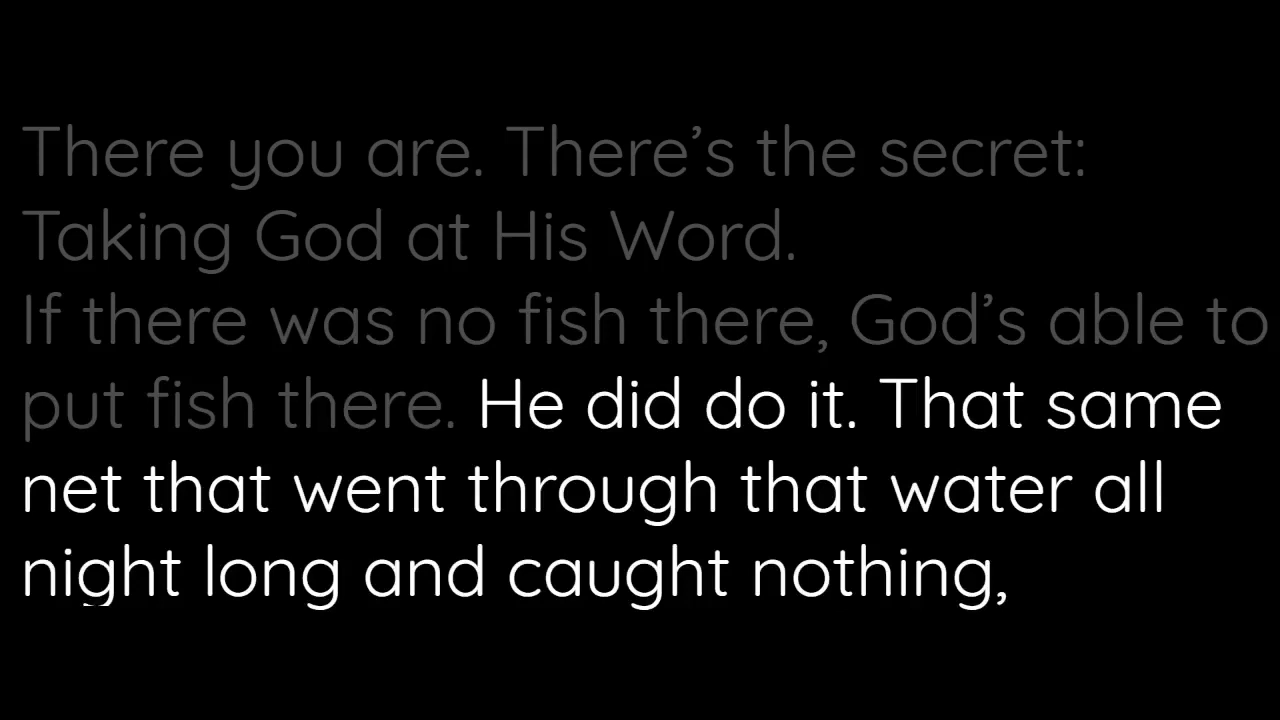 There you are. There’s the secret:
Taking God at His Word.
If there was no fish there, God’s able to
put fish there. He did do it. That same
net that went through that water all
night long and caught nothing,